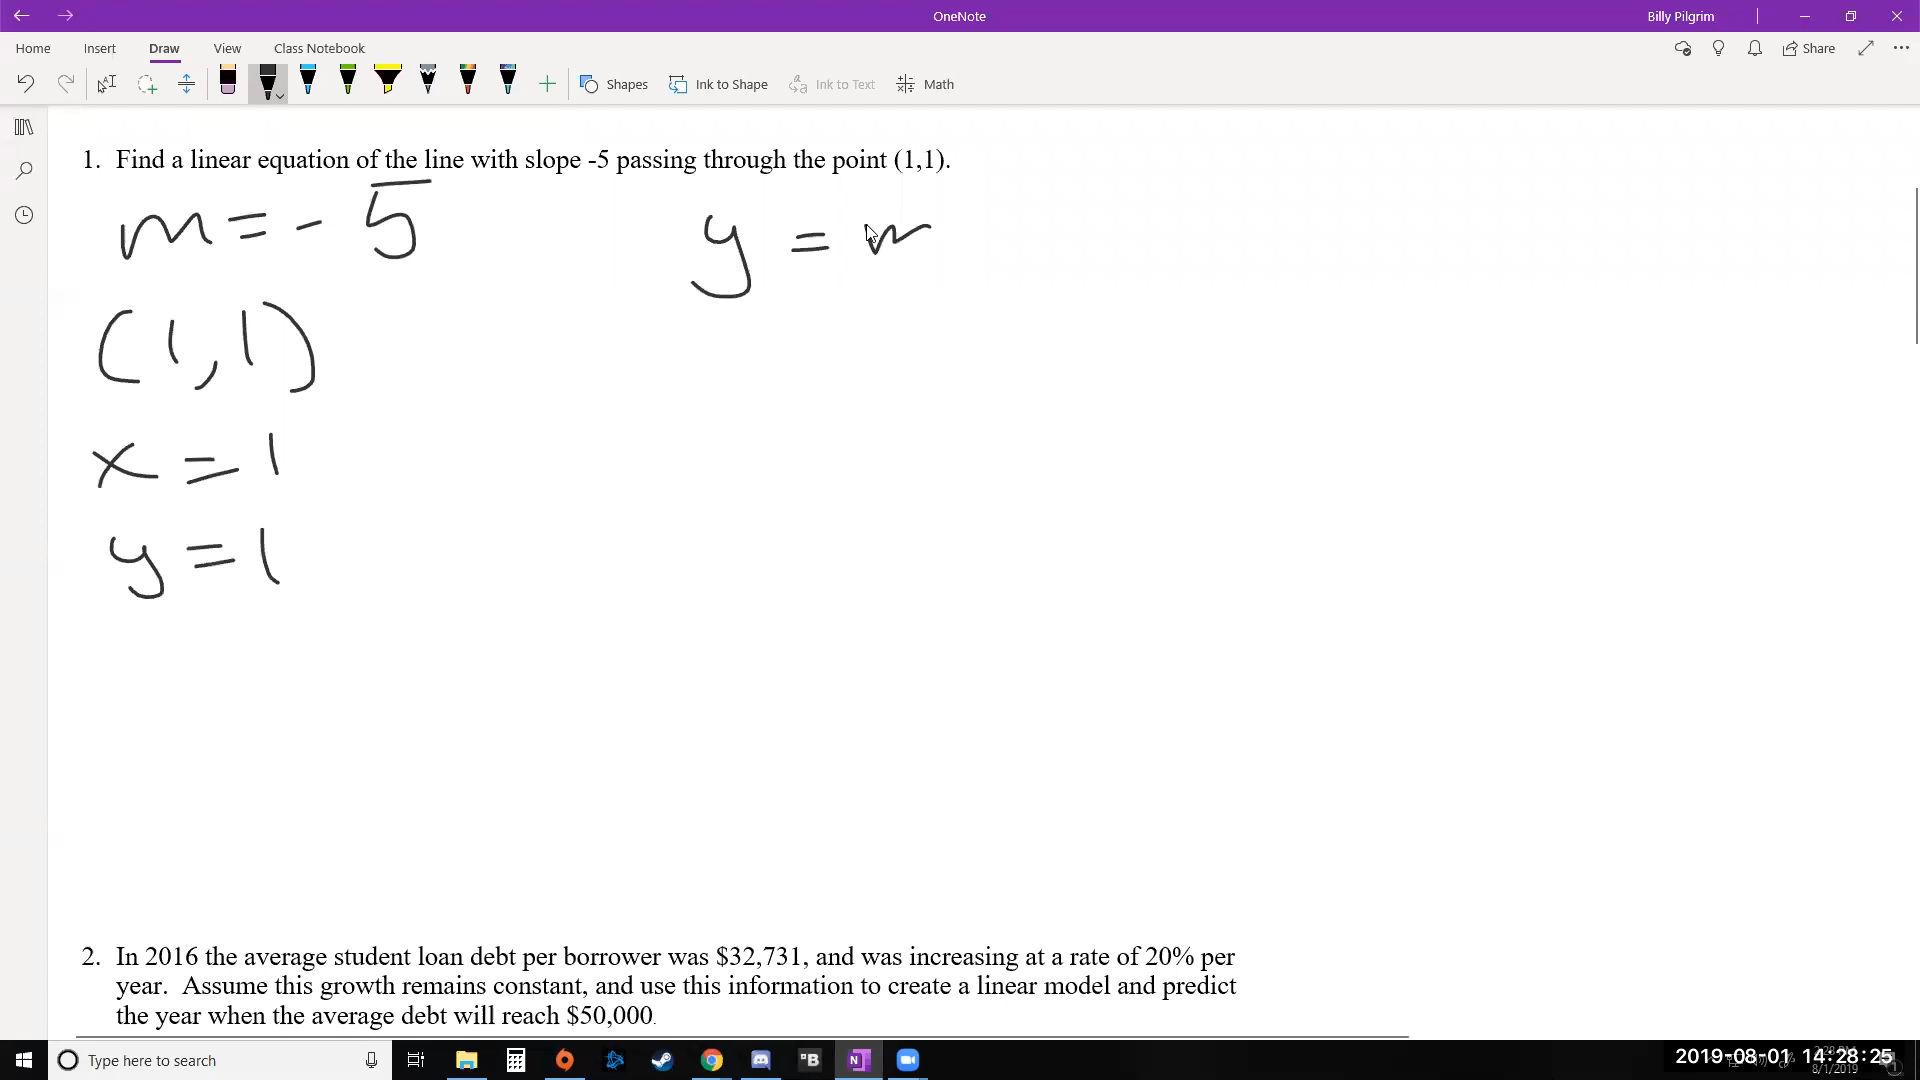 OneNote
Billy Pilgrim
Home Insert Draw View Class Notebook
Share
Shapes Ink to Shape Ink to Text Math
1. Find a linear equation of the line with slope -5 passing through the point (1,1).
m = - 5
y = m
(1,1)
x = 1
y = 1
2. In 2016 the average student loan debt per borrower was $32,731, and was increasing at a rate of 20% per
year. Assume this growth remains constant, and use this information to create a linear model and predict
the year when the average debt will reach $50,000.
Type here to search
2019-08-01 14:28:25
8/1/2019